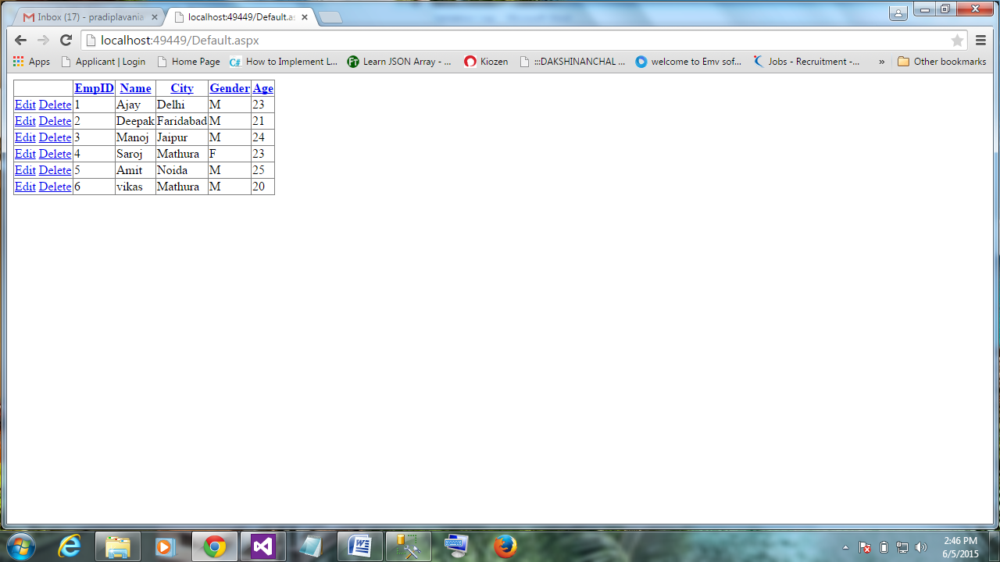 Inbox (17) - pradiplavania
localhost:49449/Default.as
localhost:49449/Default.aspx
Apps Applicant | Login Home Page C# How to Implement L... FT Learn JSON Array - ... Kiozen :::DAKSHINANCHAL ... welcome to Emv sof... Jobs - Recruitment -... » Other bookmarks
EmpID Name City Gender Age
Edit Delete 1 Ajay Delhi M 23
Edit Delete 2 Deepak Faridabad M 21
Edit Delete 3 Manoj Jaipur M 24
Edit Delete 4 Saroj Mathura F 23
Edit Delete 5 Amit Noida M 25
Edit Delete 6 vikas Mathura M 20
2:46 PM
6/5/2015